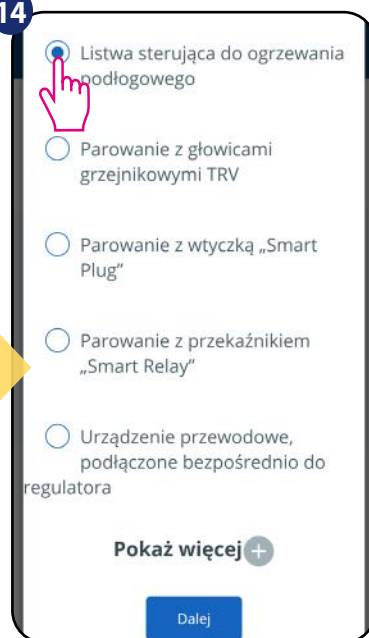 14
Listwa sterująca do ogrzewania
podłogowego
Parowanie z głowicami
grzejnikowymi TRV
Parowanie z wtyczką „Smart
Plug”
Parowanie z przekaźnikiem
„Smart Relay”
Urządzenie przewodowe,
podłączone bezpośrednio do
regulatora
Pokaż więcej
Dalej